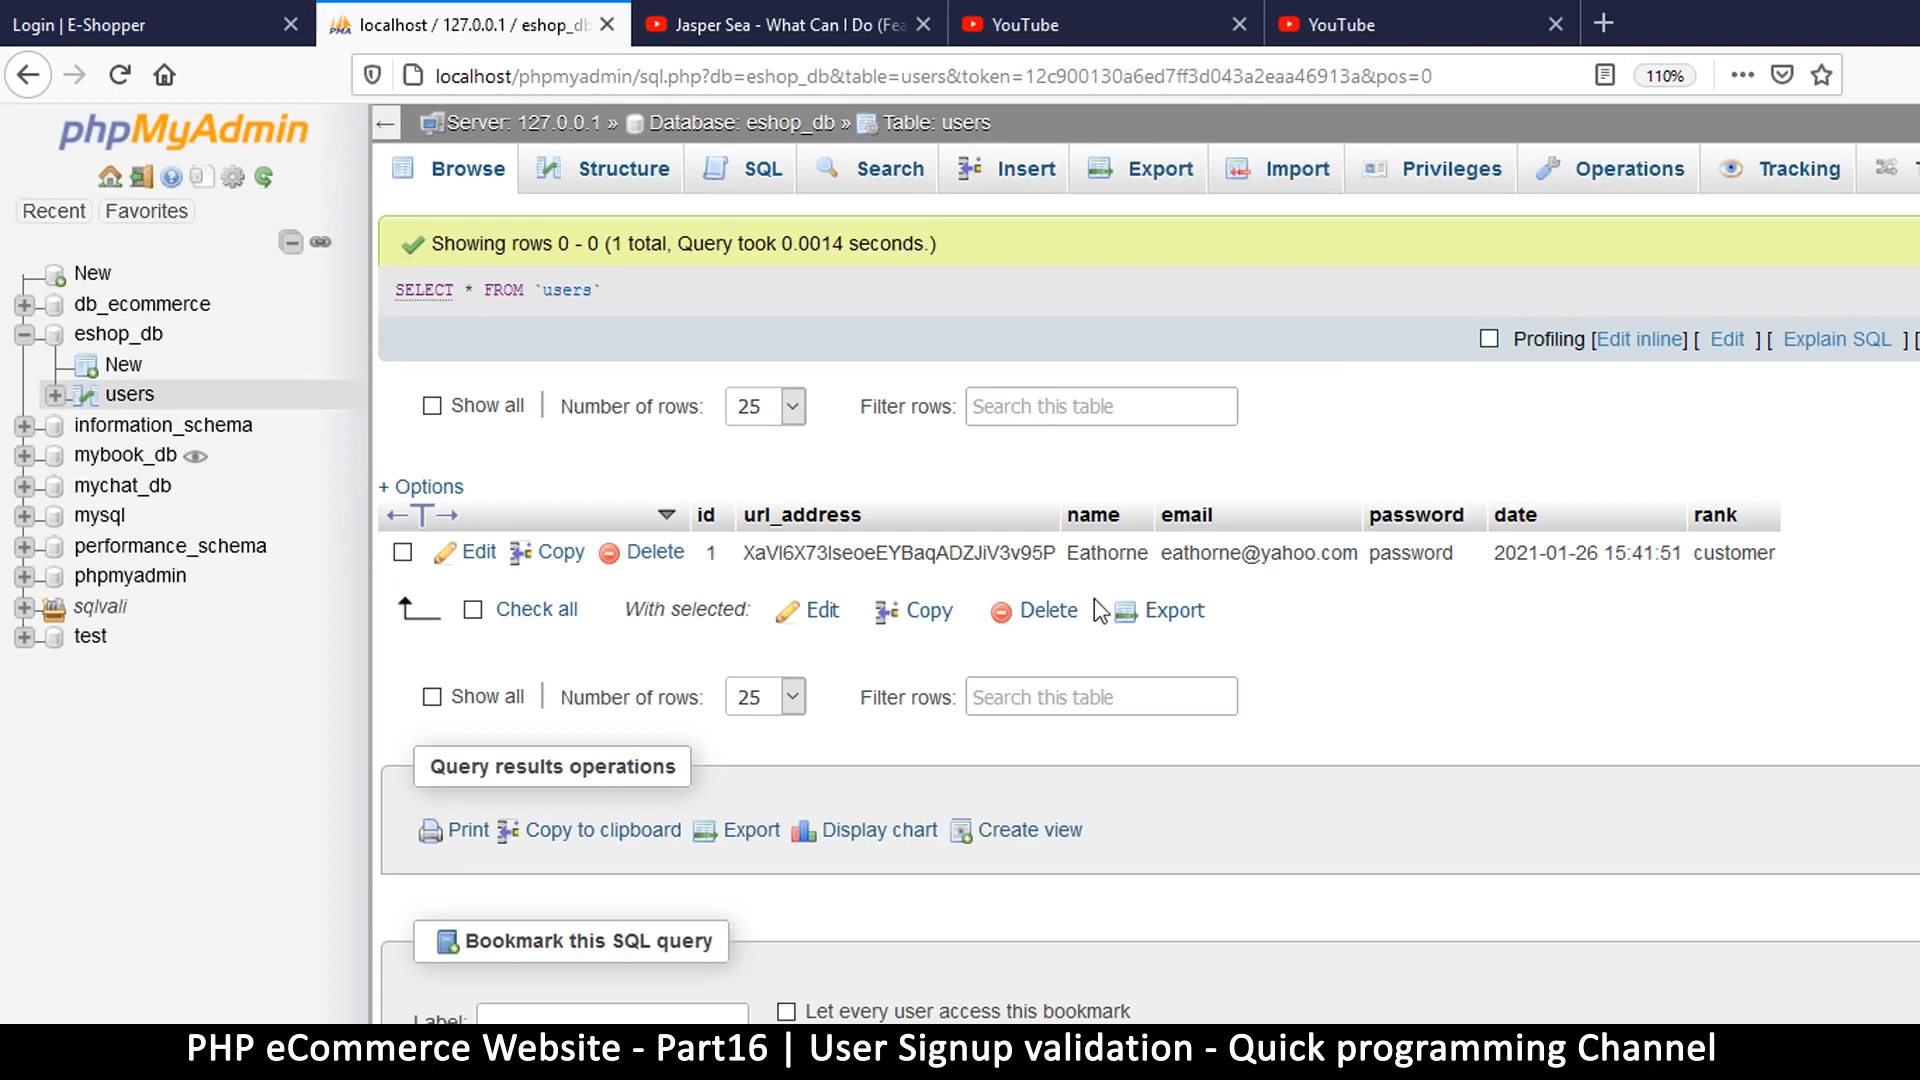 Login | E-Shopper
localhost / 127.0.0.1 / eshop_db
Jasper Sea - What Can I Do (Fea
YouTube
YouTube
localhost/phpmyadmin/sql.php?db=eshop_db&table=users&token=12c900130a6ed7ff3d043a2eaa46913a&pos=0
110%
phpMyAdmin
Server: 127.0.0.1 » Database: eshop_db » Table: users
Browse
Structure
SQL
Search
Insert
Export
Import
Privileges
Operations
Tracking
Recent
Favorites
New
db_ecommerce
eshop_db
New
users
information_schema
mybook_db
mychat_db
mysql
performance_schema
phpmyadmin
sqlvali
test
Showing rows 0 - 0 (1 total, Query took 0.0014 seconds.)
SELECT * FROM `users`
Profiling [Edit inline] [ Edit ] [ Explain SQL ] [
Show all | Number of rows: 25 Filter rows: Search this table
+ Options
id url_address name email password date rank
Edit Copy Delete 1 XaVl6X73lseoeEYBaqADZJiV3v95P Eathorne eathorne@yahoo.com password 2021-01-26 15:41:51 customer
Check all With selected: Edit Copy Delete Export
Show all | Number of rows: 25 Filter rows: Search this table
Query results operations
Print Copy to clipboard Export Display chart Create view
Bookmark this SQL query
Label: Let every user access this bookmark
PHP eCommerce Website - Part16 | User Signup validation - Quick programming Channel